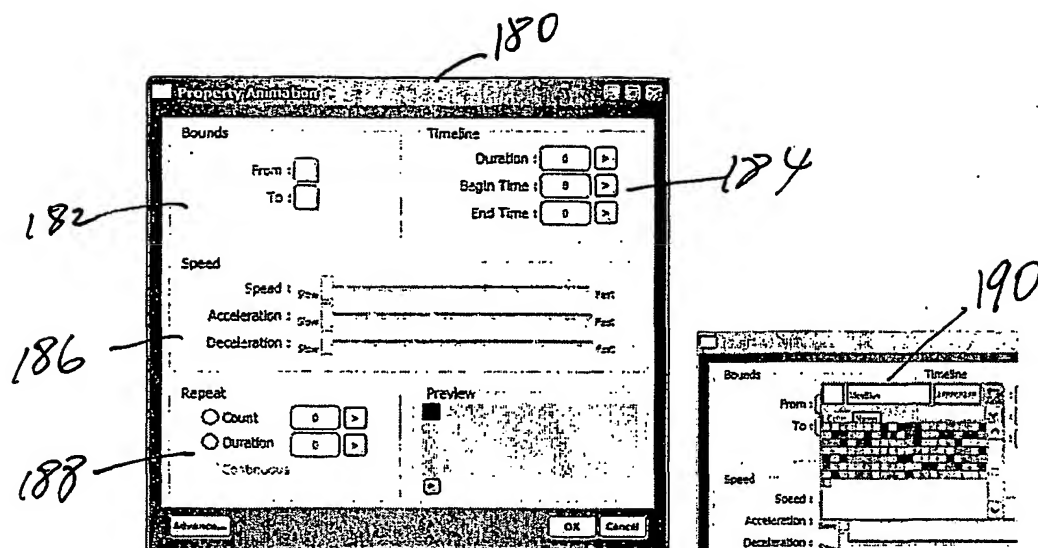 180
Property Animation
Bounds
From :
To :
182
Timeline
Duration : 0 >
Begin Time : 0 >
End Time : 0 >
184
Speed
Speed : Slow Fast
Acceleration : Slow Fast
Deceleration : Slow Fast
186
Repeat
Count 0 >
Duration 0 >
Continuous
188
Preview
>
Advance...
OK Cancel
190
Bounds
Timeline
From :
To :
Speed
Speed :
Acceleration :
Deceleration :